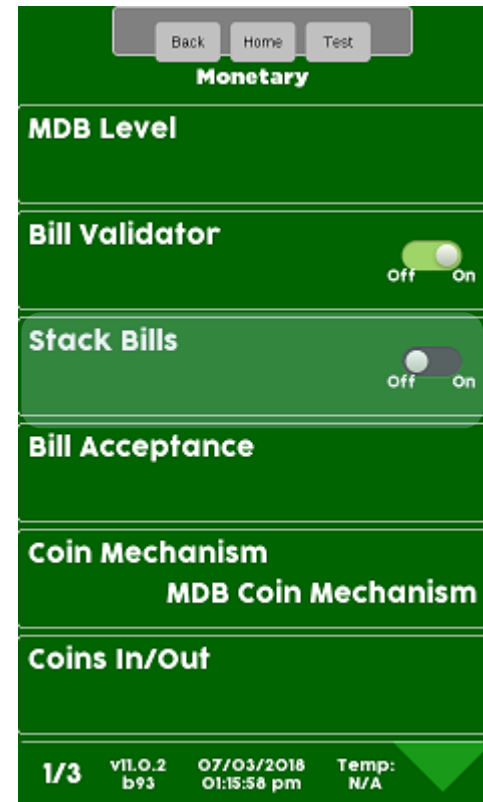 Back Home Test
Monetary
MDB Level
Bill Validator
Off On
Stack Bills
Off On
Bill Acceptance
Coin Mechanism
MDB Coin Mechanism
Coins In/Out
1/3 v11.0.2 07/03/2018 Temp:
b93 01:15:58 pm N/A